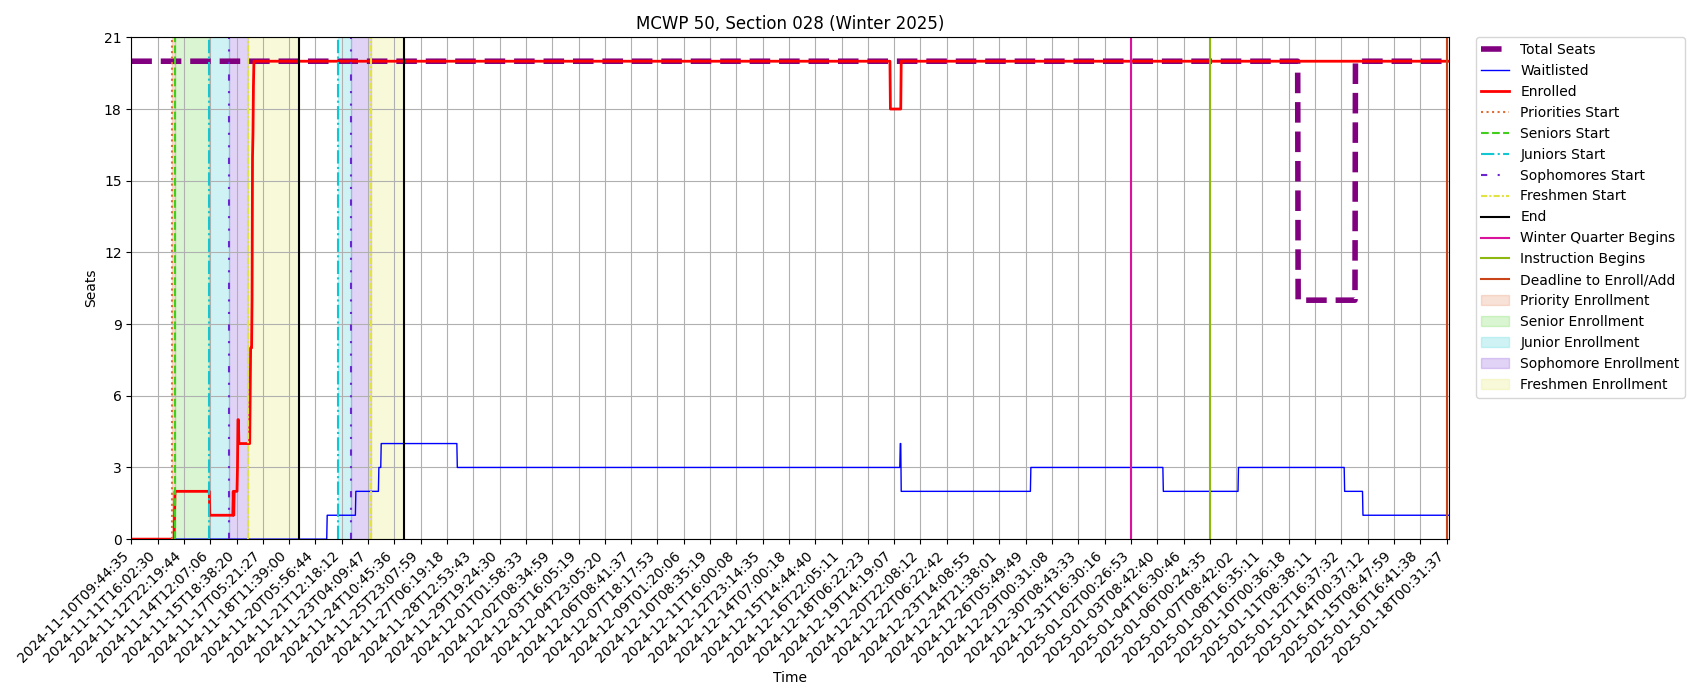 MCWP 50, Section 028 (Winter 2025)
21
18
15
12
9
6
3
0
Seats
2024-11-10T09:44:35
2024-11-11T16:02:30
2024-11-12T22:19:44
2024-11-14T12:07:06
2024-11-15T18:38:20
2024-11-17T05:21:27
2024-11-18T11:39:00
2024-11-20T05:56:44
2024-11-21T12:18:12
2024-11-23T04:09:47
2024-11-24T10:45:36
2024-11-25T23:07:59
2024-11-27T06:19:18
2024-11-28T12:53:43
2024-11-29T19:24:30
2024-12-01T01:58:33
2024-12-02T08:34:59
2024-12-03T16:05:19
2024-12-04T23:05:20
2024-12-06T08:41:37
2024-12-07T18:17:53
2024-12-09T01:20:06
2024-12-10T08:35:19
2024-12-11T16:00:08
2024-12-12T23:14:35
2024-12-14T07:00:18
2024-12-15T14:44:40
2024-12-16T22:05:11
2024-12-18T06:22:23
2024-12-19T14:19:07
2024-12-20T22:08:12
2024-12-22T06:22:42
2024-12-23T14:08:55
2024-12-24T21:38:01
2024-12-26T05:49:49
2024-12-29T00:31:08
2024-12-30T08:43:33
2024-12-31T16:30:16
2025-01-02T00:26:53
2025-01-03T08:42:40
2025-01-04T16:30:46
2025-01-06T00:24:35
2025-01-07T08:42:02
2025-01-08T16:35:11
2025-01-10T00:36:18
2025-01-11T08:38:11
2025-01-12T16:37:32
2025-01-14T00:37:12
2025-01-15T08:47:59
2025-01-16T16:41:38
2025-01-18T00:31:37
Time
Total Seats
Waitlisted
Enrolled
Priorities Start
Seniors Start
Juniors Start
Sophomores Start
Freshmen Start
End
Winter Quarter Begins
Instruction Begins
Deadline to Enroll/Add
Priority Enrollment
Senior Enrollment
Junior Enrollment
Sophomore Enrollment
Freshmen Enrollment